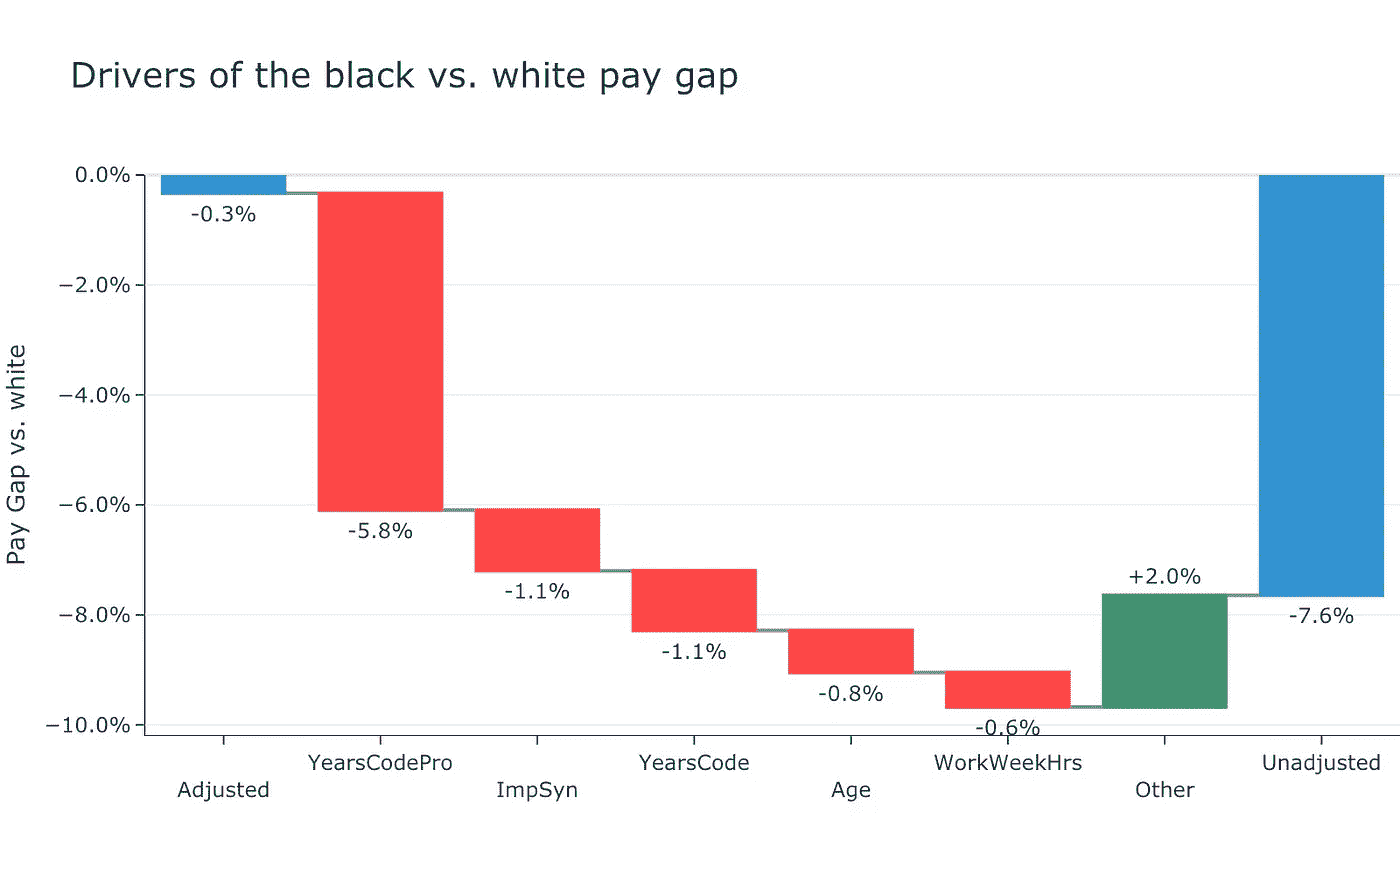 Drivers of the black vs. white pay gap
Pay Gap vs. white
0.0%
−2.0%
−4.0%
−6.0%
−8.0%
−10.0%
-0.3%
-5.8%
-1.1%
-1.1%
-0.8%
-0.6%
+2.0%
-7.6%
Adjusted
YearsCodePro
ImpSyn
YearsCode
Age
WorkWeekHrs
Other
Unadjusted